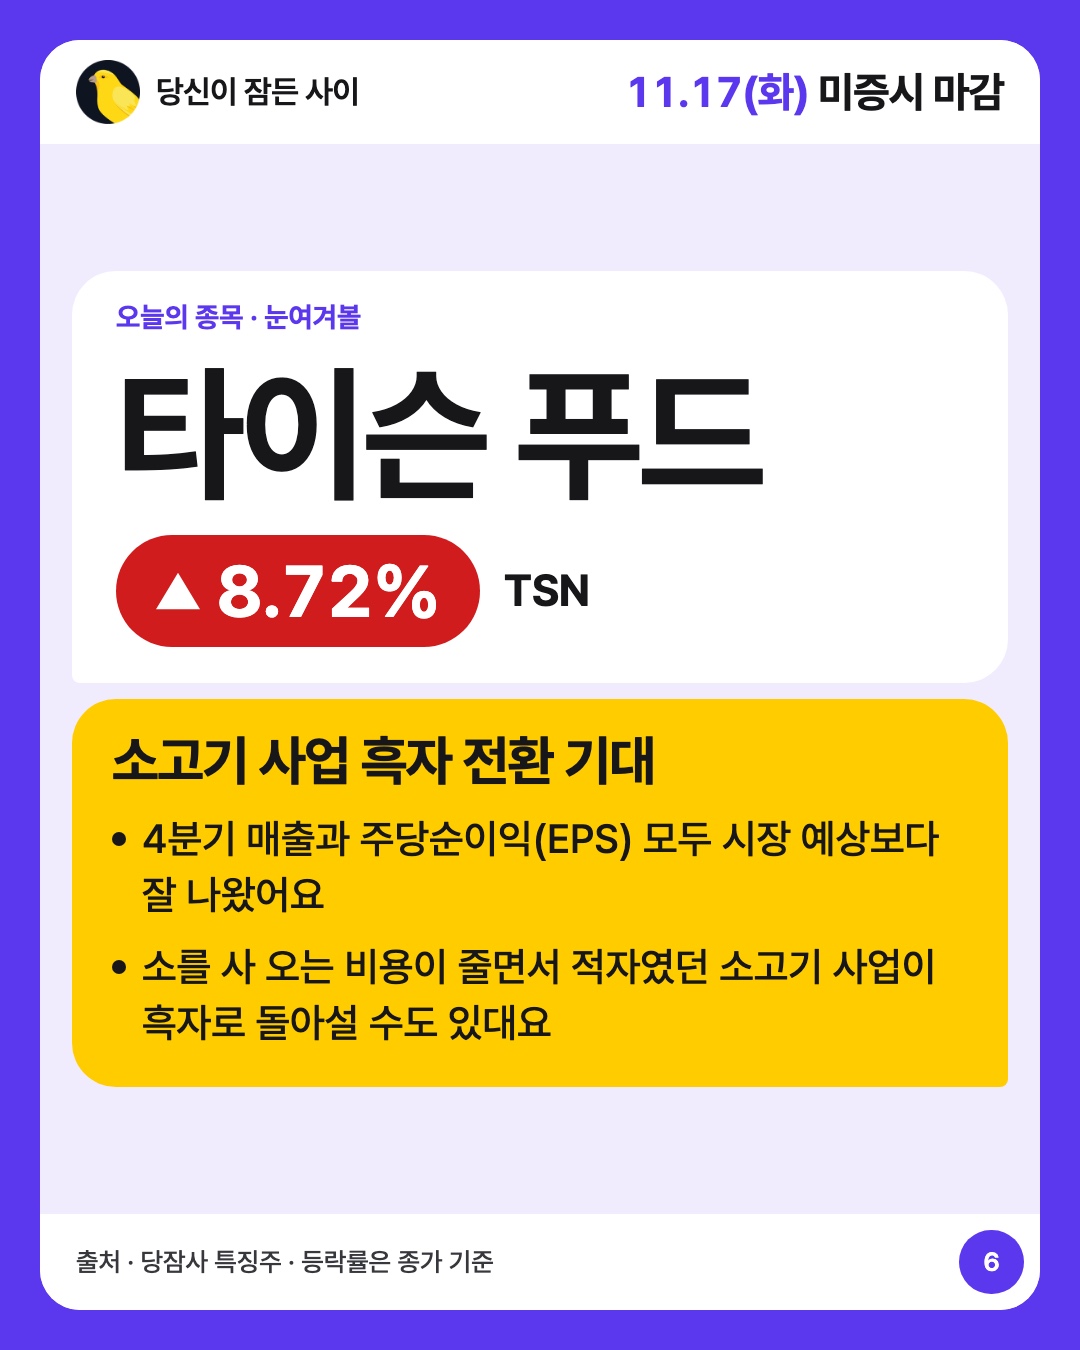 당신이 잠든 사이
11.17(화) 미증시 마감
오늘의 종목 · 눈여겨볼
타이슨 푸드
▲ 8.72%
TSN
소고기 사업 흑자 전환 기대
• 4분기 매출과 주당순이익(EPS) 모두 시장 예상보다
잘 나왔어요
• 소를 사 오는 비용이 줄면서 적자였던 소고기 사업이
흑자로 돌아설 수도 있대요
출처 · 당잠사 특징주 · 등락률은 종가 기준
6